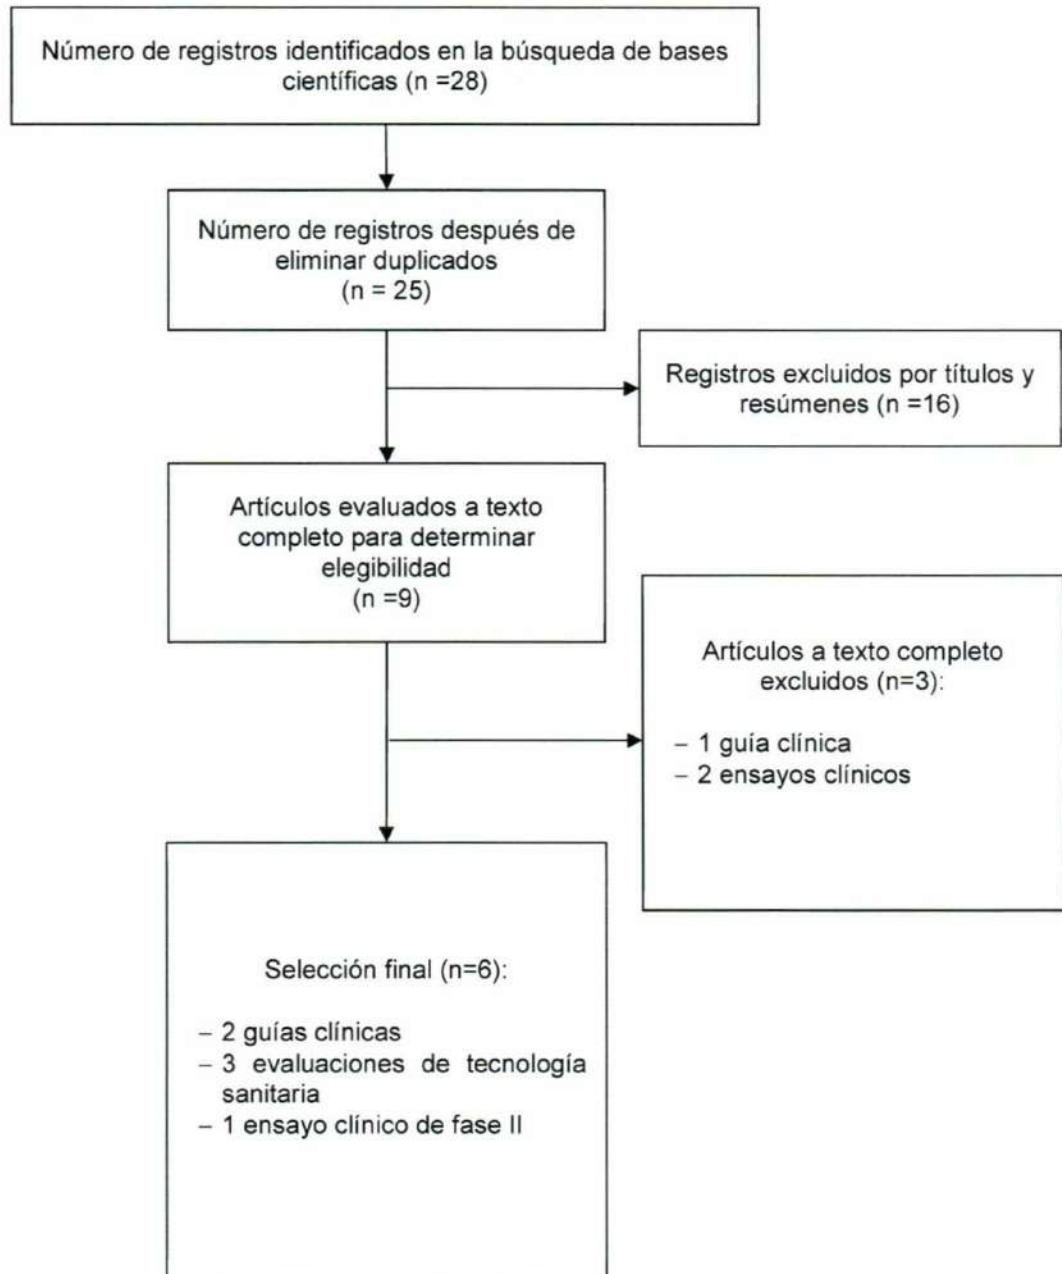 Número de registros identificados en la búsqueda de bases
científicas (n =28)
Número de registros después de
eliminar duplicados
(n = 25)
Registros excluidos por títulos y
resúmenes (n =16)
Artículos evaluados a texto
completo para determinar
elegibilidad
(n =9)
Artículos a texto completo
excluidos (n=3):
– 1 guía clínica
– 2 ensayos clínicos
Selección final (n=6):
– 2 guías clínicas
– 3 evaluaciones de tecnología
sanitaria
– 1 ensayo clínico de fase II